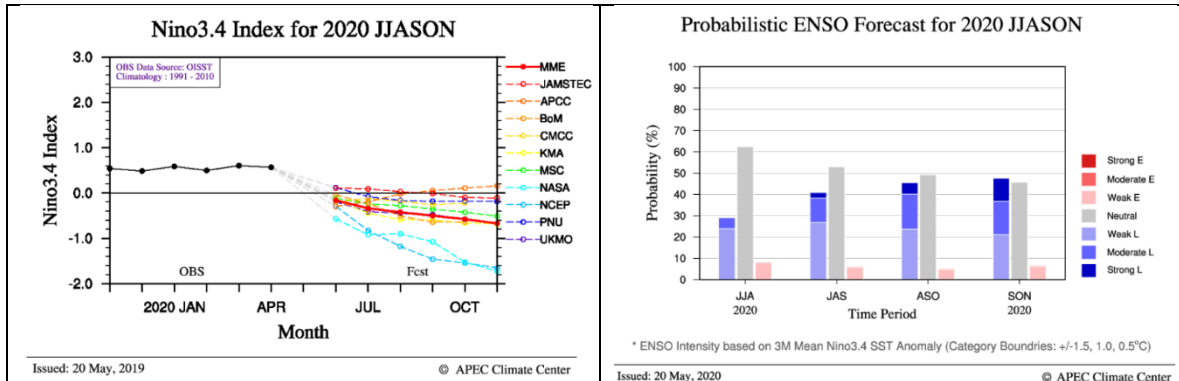 Nino3.4 Index for 2020 JJASON
OBS Data Source: OISST
Climatology : 1991 - 2010
Nino3.4 Index
3.0
2.0
1.0
0.0
-1.0
-2.0
OBS
Fcst
2020 JAN
APR
JUL
OCT
Month
MME
JAMSTEC
APCC
BoM
CMCC
KMA
MSC
NASA
NCEP
PNU
UKMO
Issued: 20 May, 2019
© APEC Climate Center
Probabilistic ENSO Forecast for 2020 JJASON
Probability (%)
100
90
80
70
60
50
40
30
20
10
0
JJA
2020
JAS
2020
ASO
2020
SON
2020
Time Period
Strong E
Moderate E
Weak E
Neutral
Weak L
Moderate L
Strong L
* ENSO Intensity based on 3M Mean Nino3.4 SST Anomaly (Category Boundries: +/-1.5, 1.0, 0.5°C)
Issued: 20 May, 2020
© APEC Climate Center